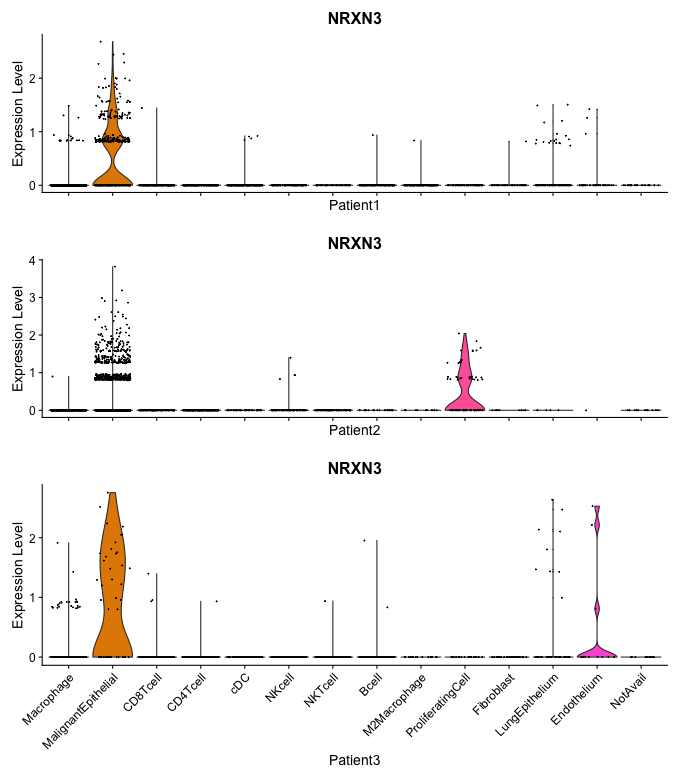 NRXN3
Expression Level
2
1
0
Patient1
NRXN3
Expression Level
4
3
2
1
0
Patient2
NRXN3
Expression Level
2
1
0
Macrophage
MalignantEpithelial
CD8Tcell
CD4Tcell
cDC
NKcell
NKTcell
Bcell
M2Macrophage
ProliferatingCell
Fibroblast
LungEpithelium
Endothelium
NotAvail
Patient3